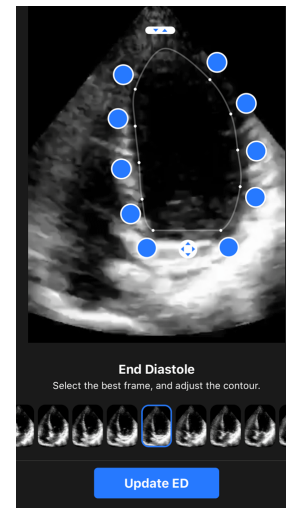 End Diastole
Select the best frame, and adjust the contour.
Update ED